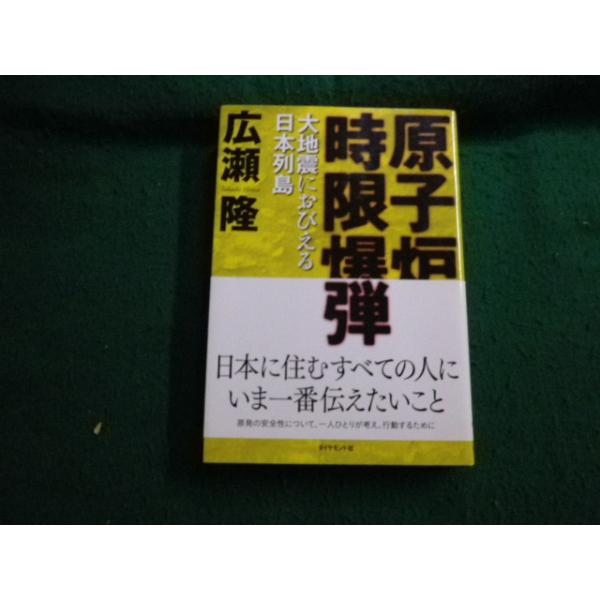 原子炉
時限爆弾
大地震におびえる
日本列島
広瀬隆
Takashi Hirose
日本に住むすべての人に
いま一番伝えたいこと
原発の安全性について、一人ひとりが考え、行動するために
ダイヤモンド社